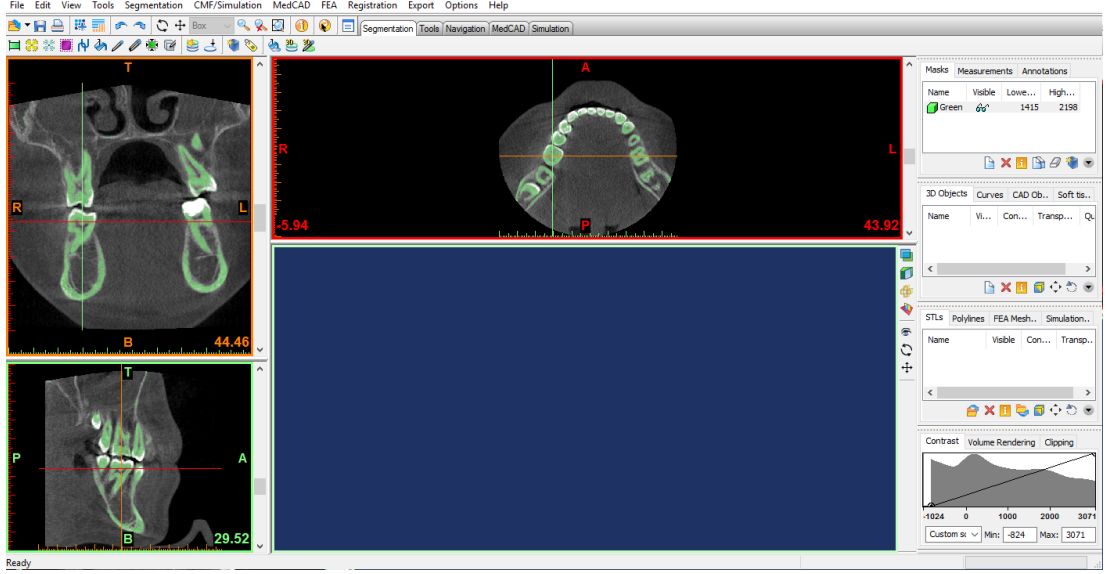 File Edit View Tools Segmentation CMF/Simulation MedCAD FEA Registration Export Options Help
Box
Segmentation Tools Navigation MedCAD Simulation
T
R
L
B
44.46
T
P
A
B
29.52
A
R
L
-5.94
P
43.92
Masks Measurements Annotations
Name Visible Lowe... High...
Green 1415 2198
3D Objects Curves CAD Ob.. Soft tis..
Name Vi... Con... Transp... Qu
STLs Polylines FEA Mesh.. Simulation..
Name Visible Con... Transp..
Contrast Volume Rendering Clipping
-1024 0 1000 2000 3071
Custom sc Min: -824 Max: 3071
Ready